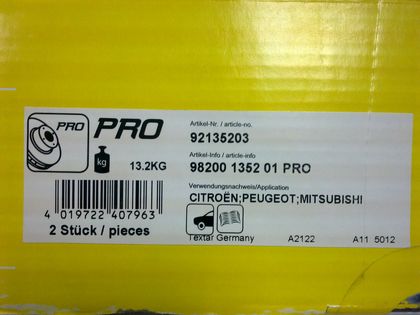 PRO PRO
kg 13.2KG
Artikel-Nr. / article-no.
92135203
Artikel-Info / article-info
98200 1352 01 PRO
Verwendungsnachweis/Application
CITROËN;PEUGEOT;MITSUBISHI
4 019722 407963
2 Stück / pieces
Textar Germany A2122 A11 5012